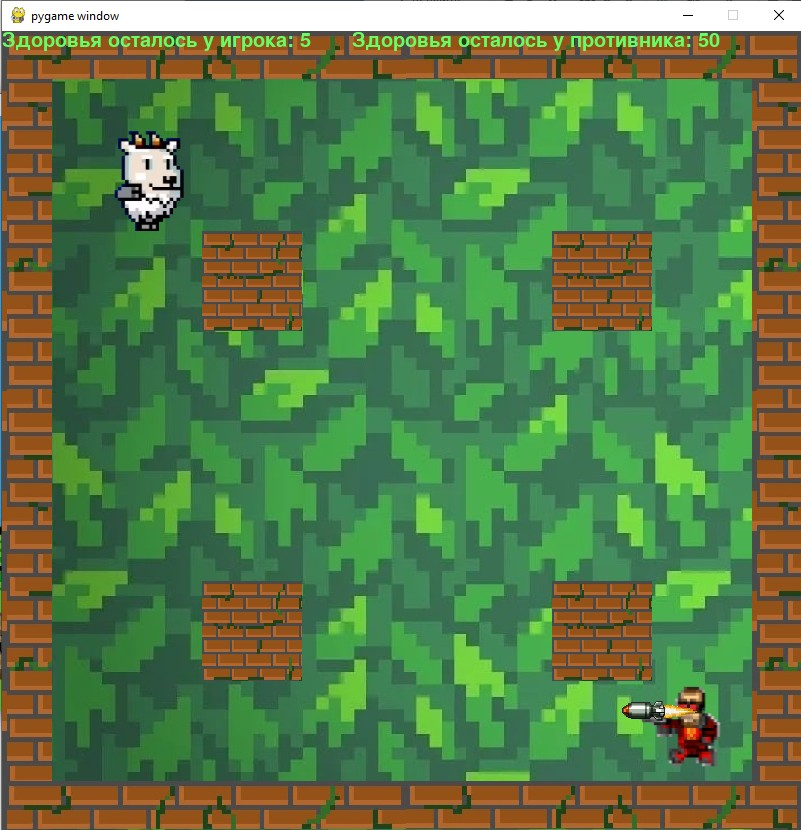 pygame window
Здоровья осталось у игрока: 5 Здоровья осталось у противника: 50